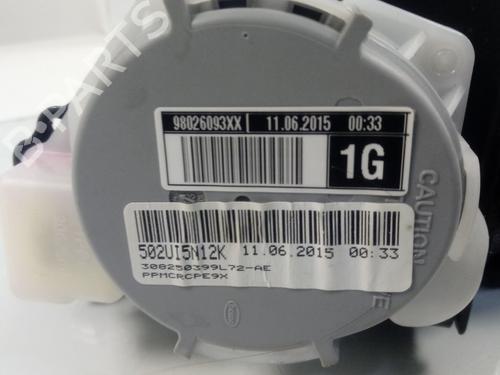 98026093XX 11.06.2015 00:33
1G
502UI5N12K 11.06.2015 00:33
308250399L72-AE
PPMCRCPE9X
CAUTION
B-PARTS